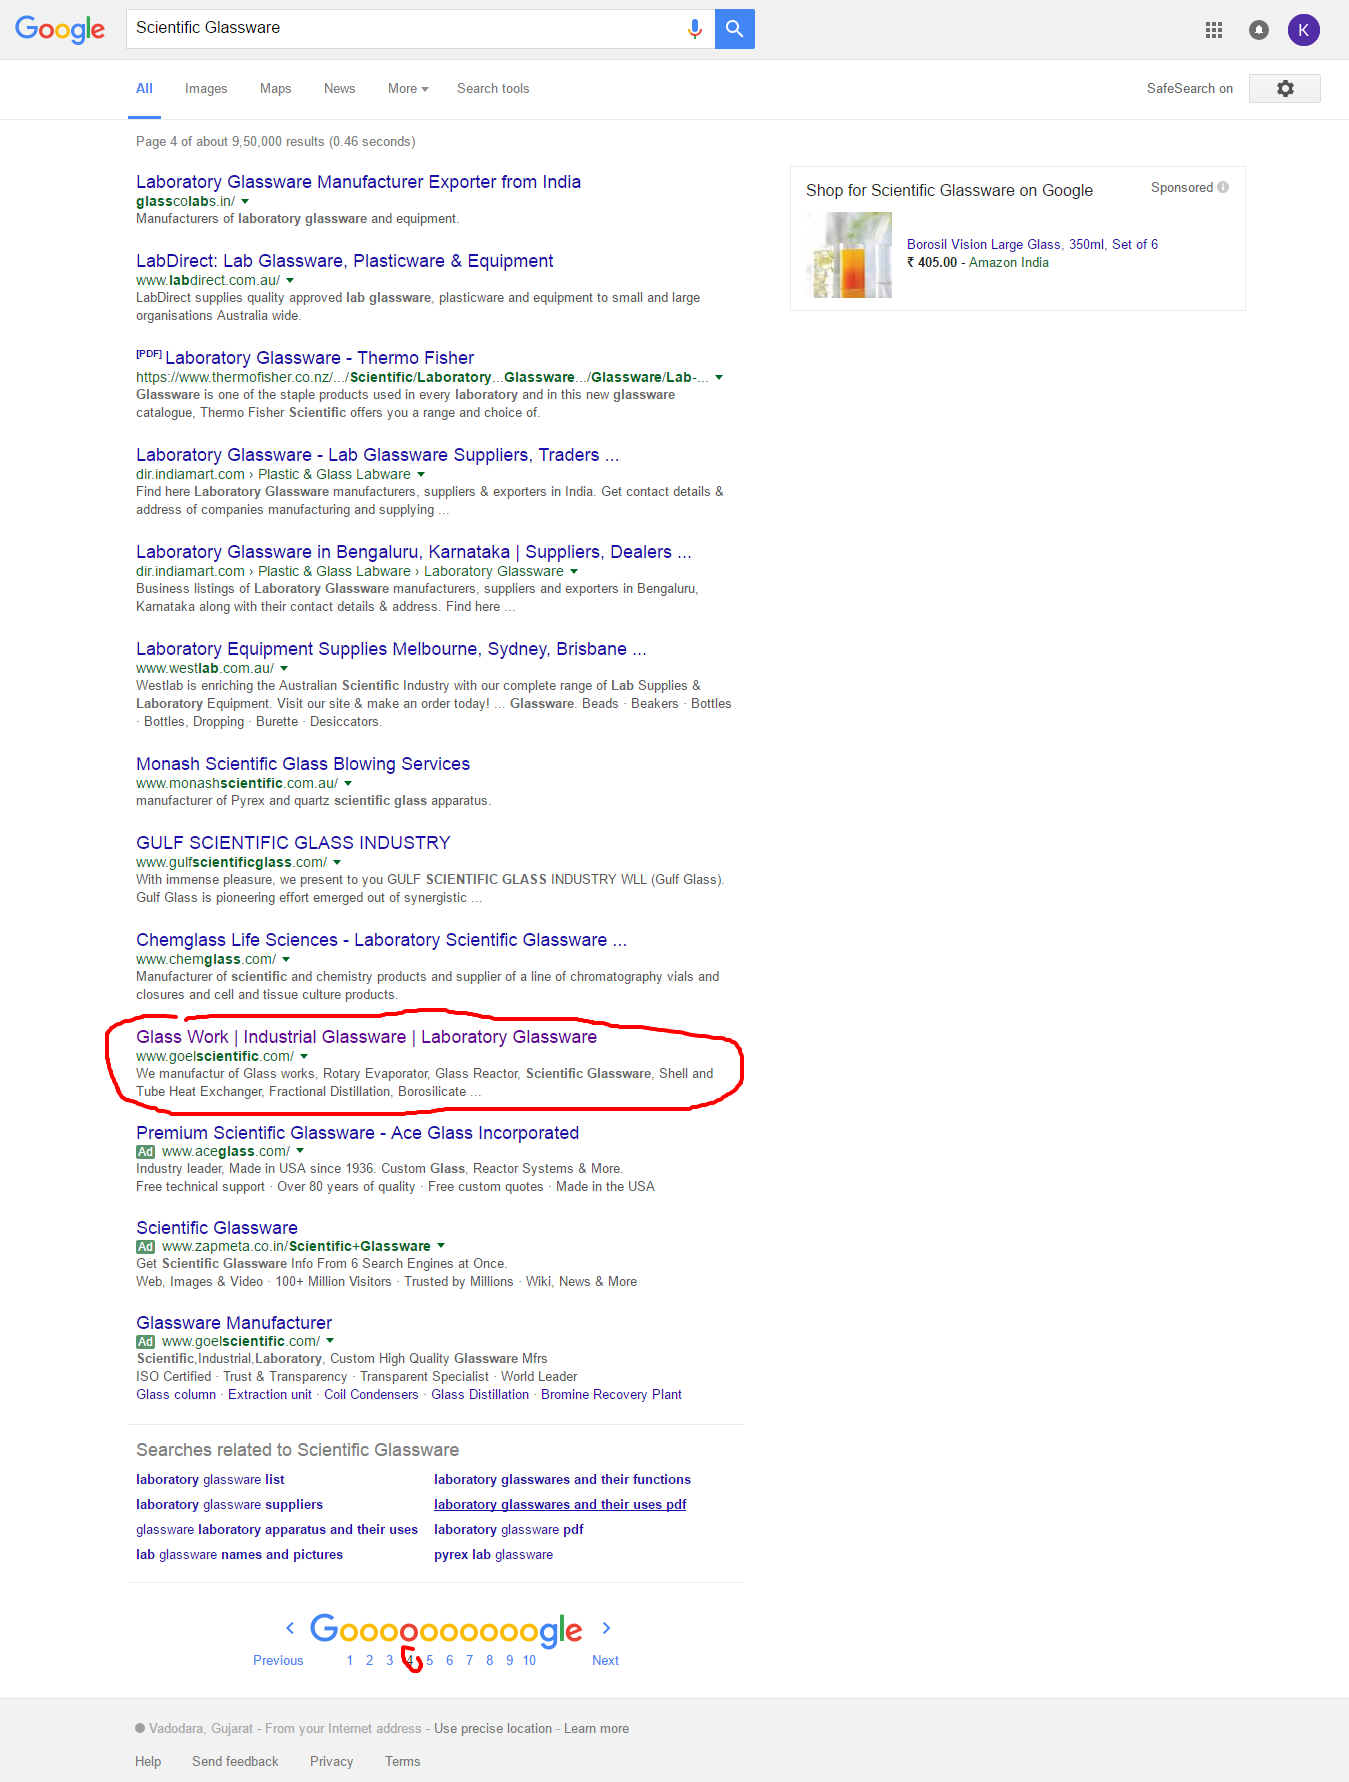 Google
Scientific Glassware
K
All Images Maps News More Search tools
SafeSearch on
Page 4 of about 9,50,000 results (0.46 seconds)
Laboratory Glassware Manufacturer Exporter from India
glasscolabs.in/
Manufacturers of laboratory glassware and equipment.
LabDirect: Lab Glassware, Plasticware & Equipment
www.labdirect.com.au/
LabDirect supplies quality approved lab glassware, plasticware and equipment to small and large
organisations Australia wide.
[PDF] Laboratory Glassware - Thermo Fisher
https://www.thermofisher.co.nz/.../Scientific/Laboratory...Glassware.../Glassware/Lab-...
Glassware is one of the staple products used in every laboratory and in this new glassware
catalogue, Thermo Fisher Scientific offers you a range and choice of.
Laboratory Glassware - Lab Glassware Suppliers, Traders ...
dir.indiamart.com › Plastic & Glass Labware
Find here Laboratory Glassware manufacturers, suppliers & exporters in India. Get contact details &
address of companies manufacturing and supplying ...
Laboratory Glassware in Bengaluru, Karnataka | Suppliers, Dealers ...
dir.indiamart.com › Plastic & Glass Labware › Laboratory Glassware
Business listings of Laboratory Glassware manufacturers, suppliers and exporters in Bengaluru,
Karnataka along with their contact details & address. Find here ...
Laboratory Equipment Supplies Melbourne, Sydney, Brisbane ...
www.westlab.com.au/
Westlab is enriching the Australian Scientific Industry with our complete range of Lab Supplies &
Laboratory Equipment. Visit our site & make an order today! ... Glassware. Beads · Beakers · Bottles
· Bottles, Dropping · Burette · Desiccators.
Monash Scientific Glass Blowing Services
www.monashscientific.com.au/
manufacturer of Pyrex and quartz scientific glass apparatus.
GULF SCIENTIFIC GLASS INDUSTRY
www.gulfscientificglass.com/
With immense pleasure, we present to you GULF SCIENTIFIC GLASS INDUSTRY WLL (Gulf Glass).
Gulf Glass is pioneering effort emerged out of synergistic ...
Chemglass Life Sciences - Laboratory Scientific Glassware ...
www.chemglass.com/
Manufacturer of scientific and chemistry products and supplier of a line of chromatography vials and
closures and cell and tissue culture products.
Glass Work | Industrial Glassware | Laboratory Glassware
www.goelscientific.com/
We manufactur of Glass works, Rotary Evaporator, Glass Reactor, Scientific Glassware, Shell and
Tube Heat Exchanger, Fractional Distillation, Borosilicate ...
Premium Scientific Glassware - Ace Glass Incorporated
Ad www.aceglass.com/
Industry leader, Made in USA since 1936. Custom Glass, Reactor Systems & More.
Free technical support · Over 80 years of quality · Free custom quotes · Made in the USA
Scientific Glassware
Ad www.zapmeta.co.in/Scientific+Glassware
Get Scientific Glassware Info From 6 Search Engines at Once.
Web, Images & Video · 100+ Million Visitors · Trusted by Millions · Wiki, News & More
Glassware Manufacturer
Ad www.goelscientific.com/
Scientific,Industrial,Laboratory, Custom High Quality Glassware Mfrs
ISO Certified · Trust & Transparency · Transparent Specialist · World Leader
Glass column · Extraction unit · Coil Condensers · Glass Distillation · Bromine Recovery Plant
Shop for Scientific Glassware on Google Sponsored
Borosil Vision Large Glass, 350ml, Set of 6
₹ 405.00 - Amazon India
Searches related to Scientific Glassware
laboratory glassware list
laboratory glassware suppliers
glassware laboratory apparatus and their uses
lab glassware names and pictures
laboratory glasswares and their functions
laboratory glasswares and their uses pdf
laboratory glassware pdf
pyrex lab glassware
Goooooooooogle
Previous 1 2 3 4 5 6 7 8 9 10 Next
Vadodara, Gujarat - From your Internet address - Use precise location - Learn more
Help Send feedback Privacy Terms